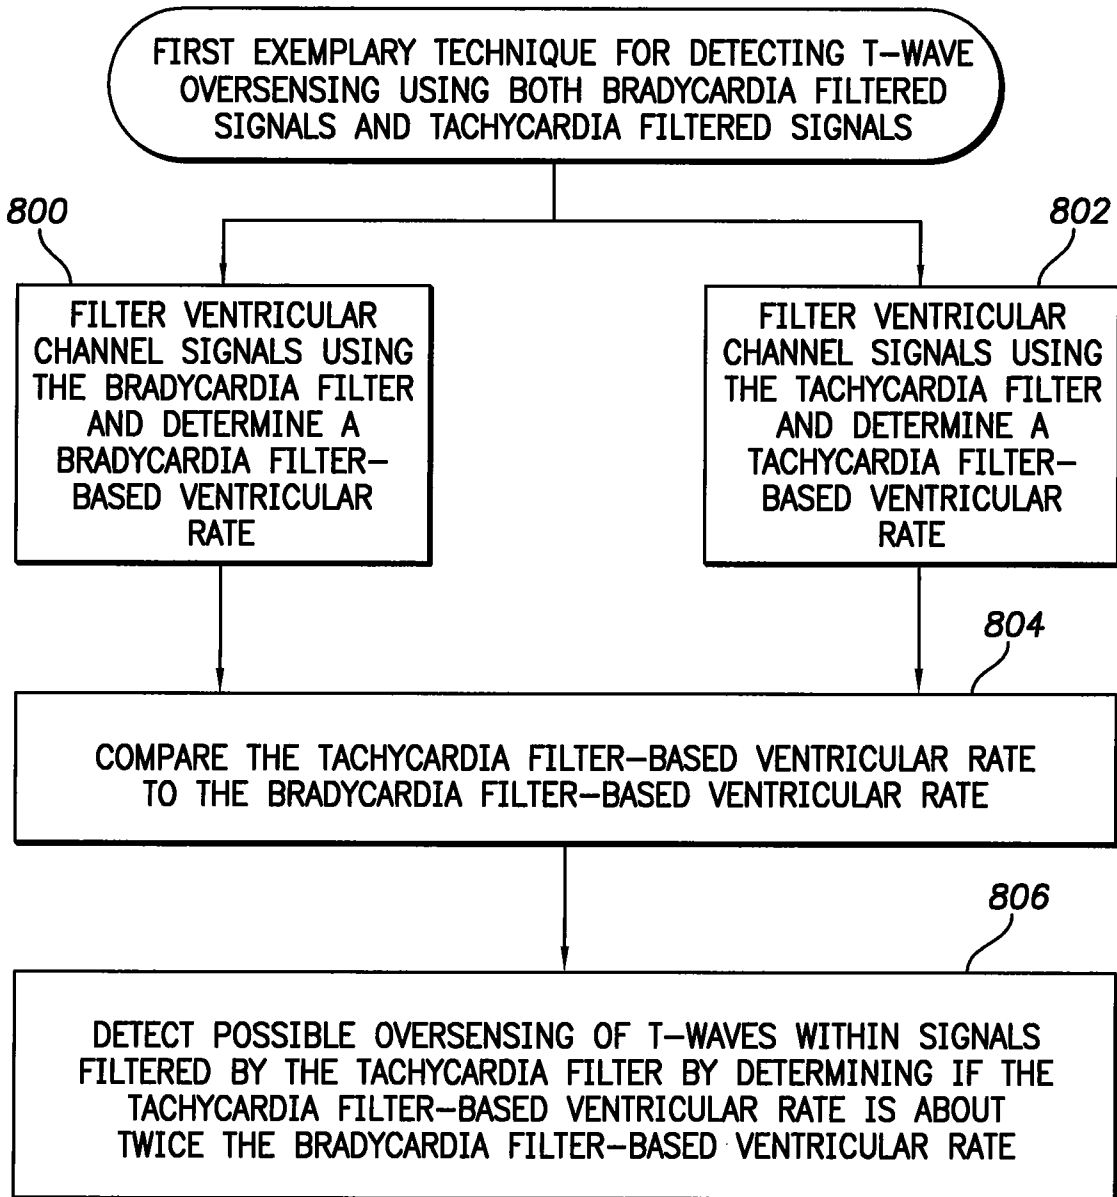 FIRST EXEMPLARY TECHNIQUE FOR DETECTING T-WAVE
OVERSENSING USING BOTH BRADYCARDIA FILTERED
SIGNALS AND TACHYCARDIA FILTERED SIGNALS
800
FILTER VENTRICULAR
CHANNEL SIGNALS USING
THE BRADYCARDIA FILTER
AND DETERMINE A
BRADYCARDIA FILTER-
BASED VENTRICULAR
RATE
802
FILTER VENTRICULAR
CHANNEL SIGNALS USING
THE TACHYCARDIA FILTER
AND DETERMINE A
TACHYCARDIA FILTER-
BASED VENTRICULAR
RATE
804
COMPARE THE TACHYCARDIA FILTER-BASED VENTRICULAR RATE
TO THE BRADYCARDIA FILTER-BASED VENTRICULAR RATE
806
DETECT POSSIBLE OVERSENSING OF T-WAVES WITHIN SIGNALS
FILTERED BY THE TACHYCARDIA FILTER BY DETERMINING IF THE
TACHYCARDIA FILTER-BASED VENTRICULAR RATE IS ABOUT
TWICE THE BRADYCARDIA FILTER-BASED VENTRICULAR RATE